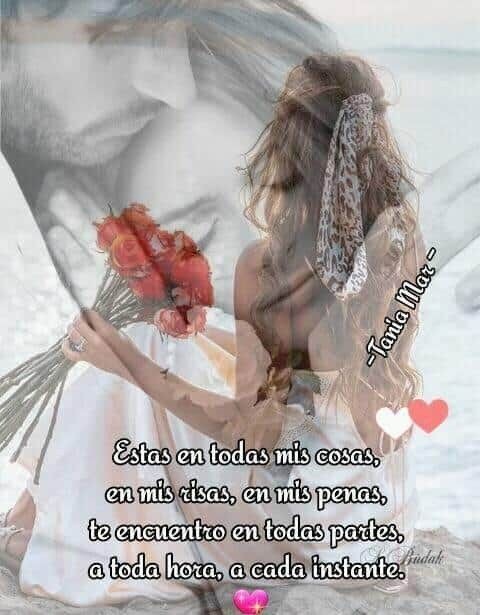 -Tania Mar-
Estas en todas mis cosas,
en mis risas, en mis penas,
te encuentro en todas partes,
a toda hora, a cada instante.